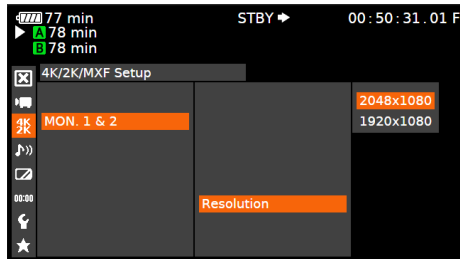 77 min STBY 00:50:31.01 F
A 78 min
B 78 min
4K/2K/MXF Setup
2048x1080
4K
2K MON. 1 & 2 1920x1080
00:00 Resolution